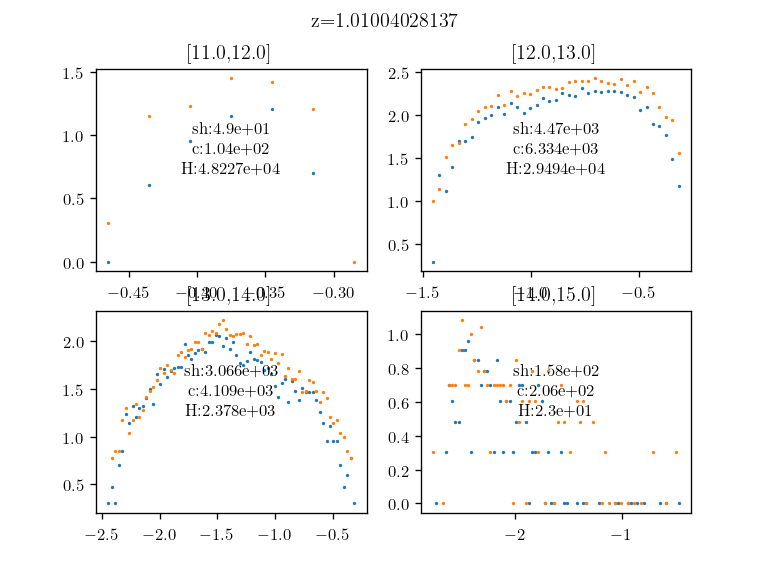 z=1.01004028137
[11.0,12.0]
[12.0,13.0]
1.5
1.0
0.5
0.0
sh:4.9e+01
c:1.04e+02
H:4.8227e+04
−0.45
−0.40
−0.35
−0.30
2.5
2.0
1.5
1.0
0.5
sh:4.47e+03
c:6.334e+03
H:2.9494e+04
−1.5
−1.0
−0.5
[13.0,14.0]
[14.0,15.0]
2.0
1.5
1.0
0.5
sh:3.066e+03
c:4.109e+03
H:2.378e+03
−2.5
−2.0
−1.5
−1.0
−0.5
1.0
0.8
0.6
0.4
0.2
0.0
sh:1.58e+02
c:2.06e+02
H:2.3e+01
−2
−1